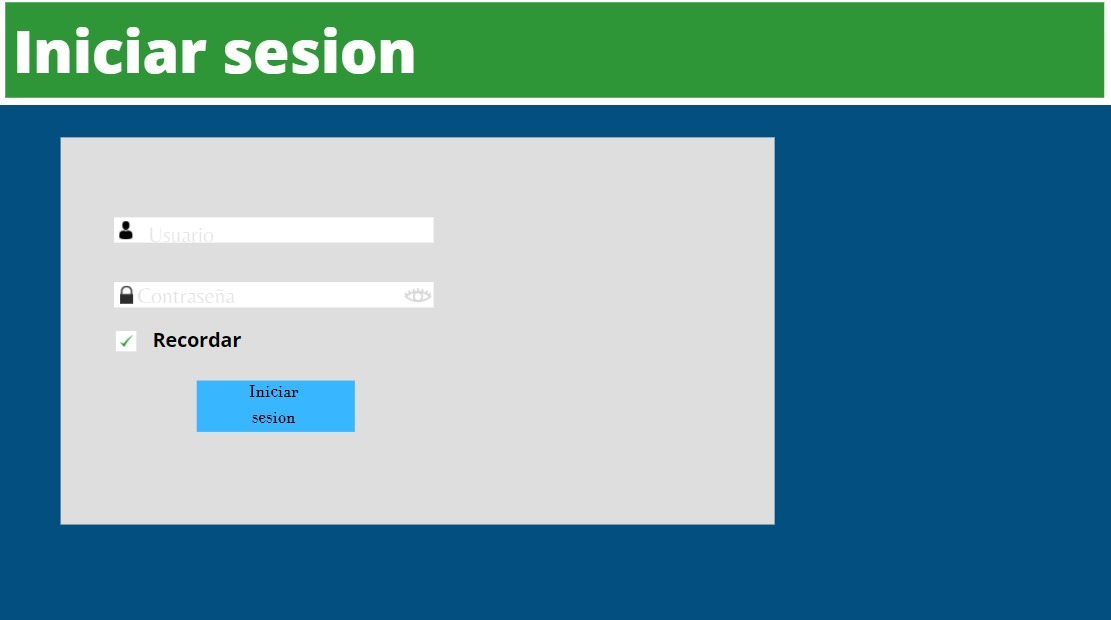 Iniciar sesion
Usuario
Contraseña
Recordar
Iniciar
sesion